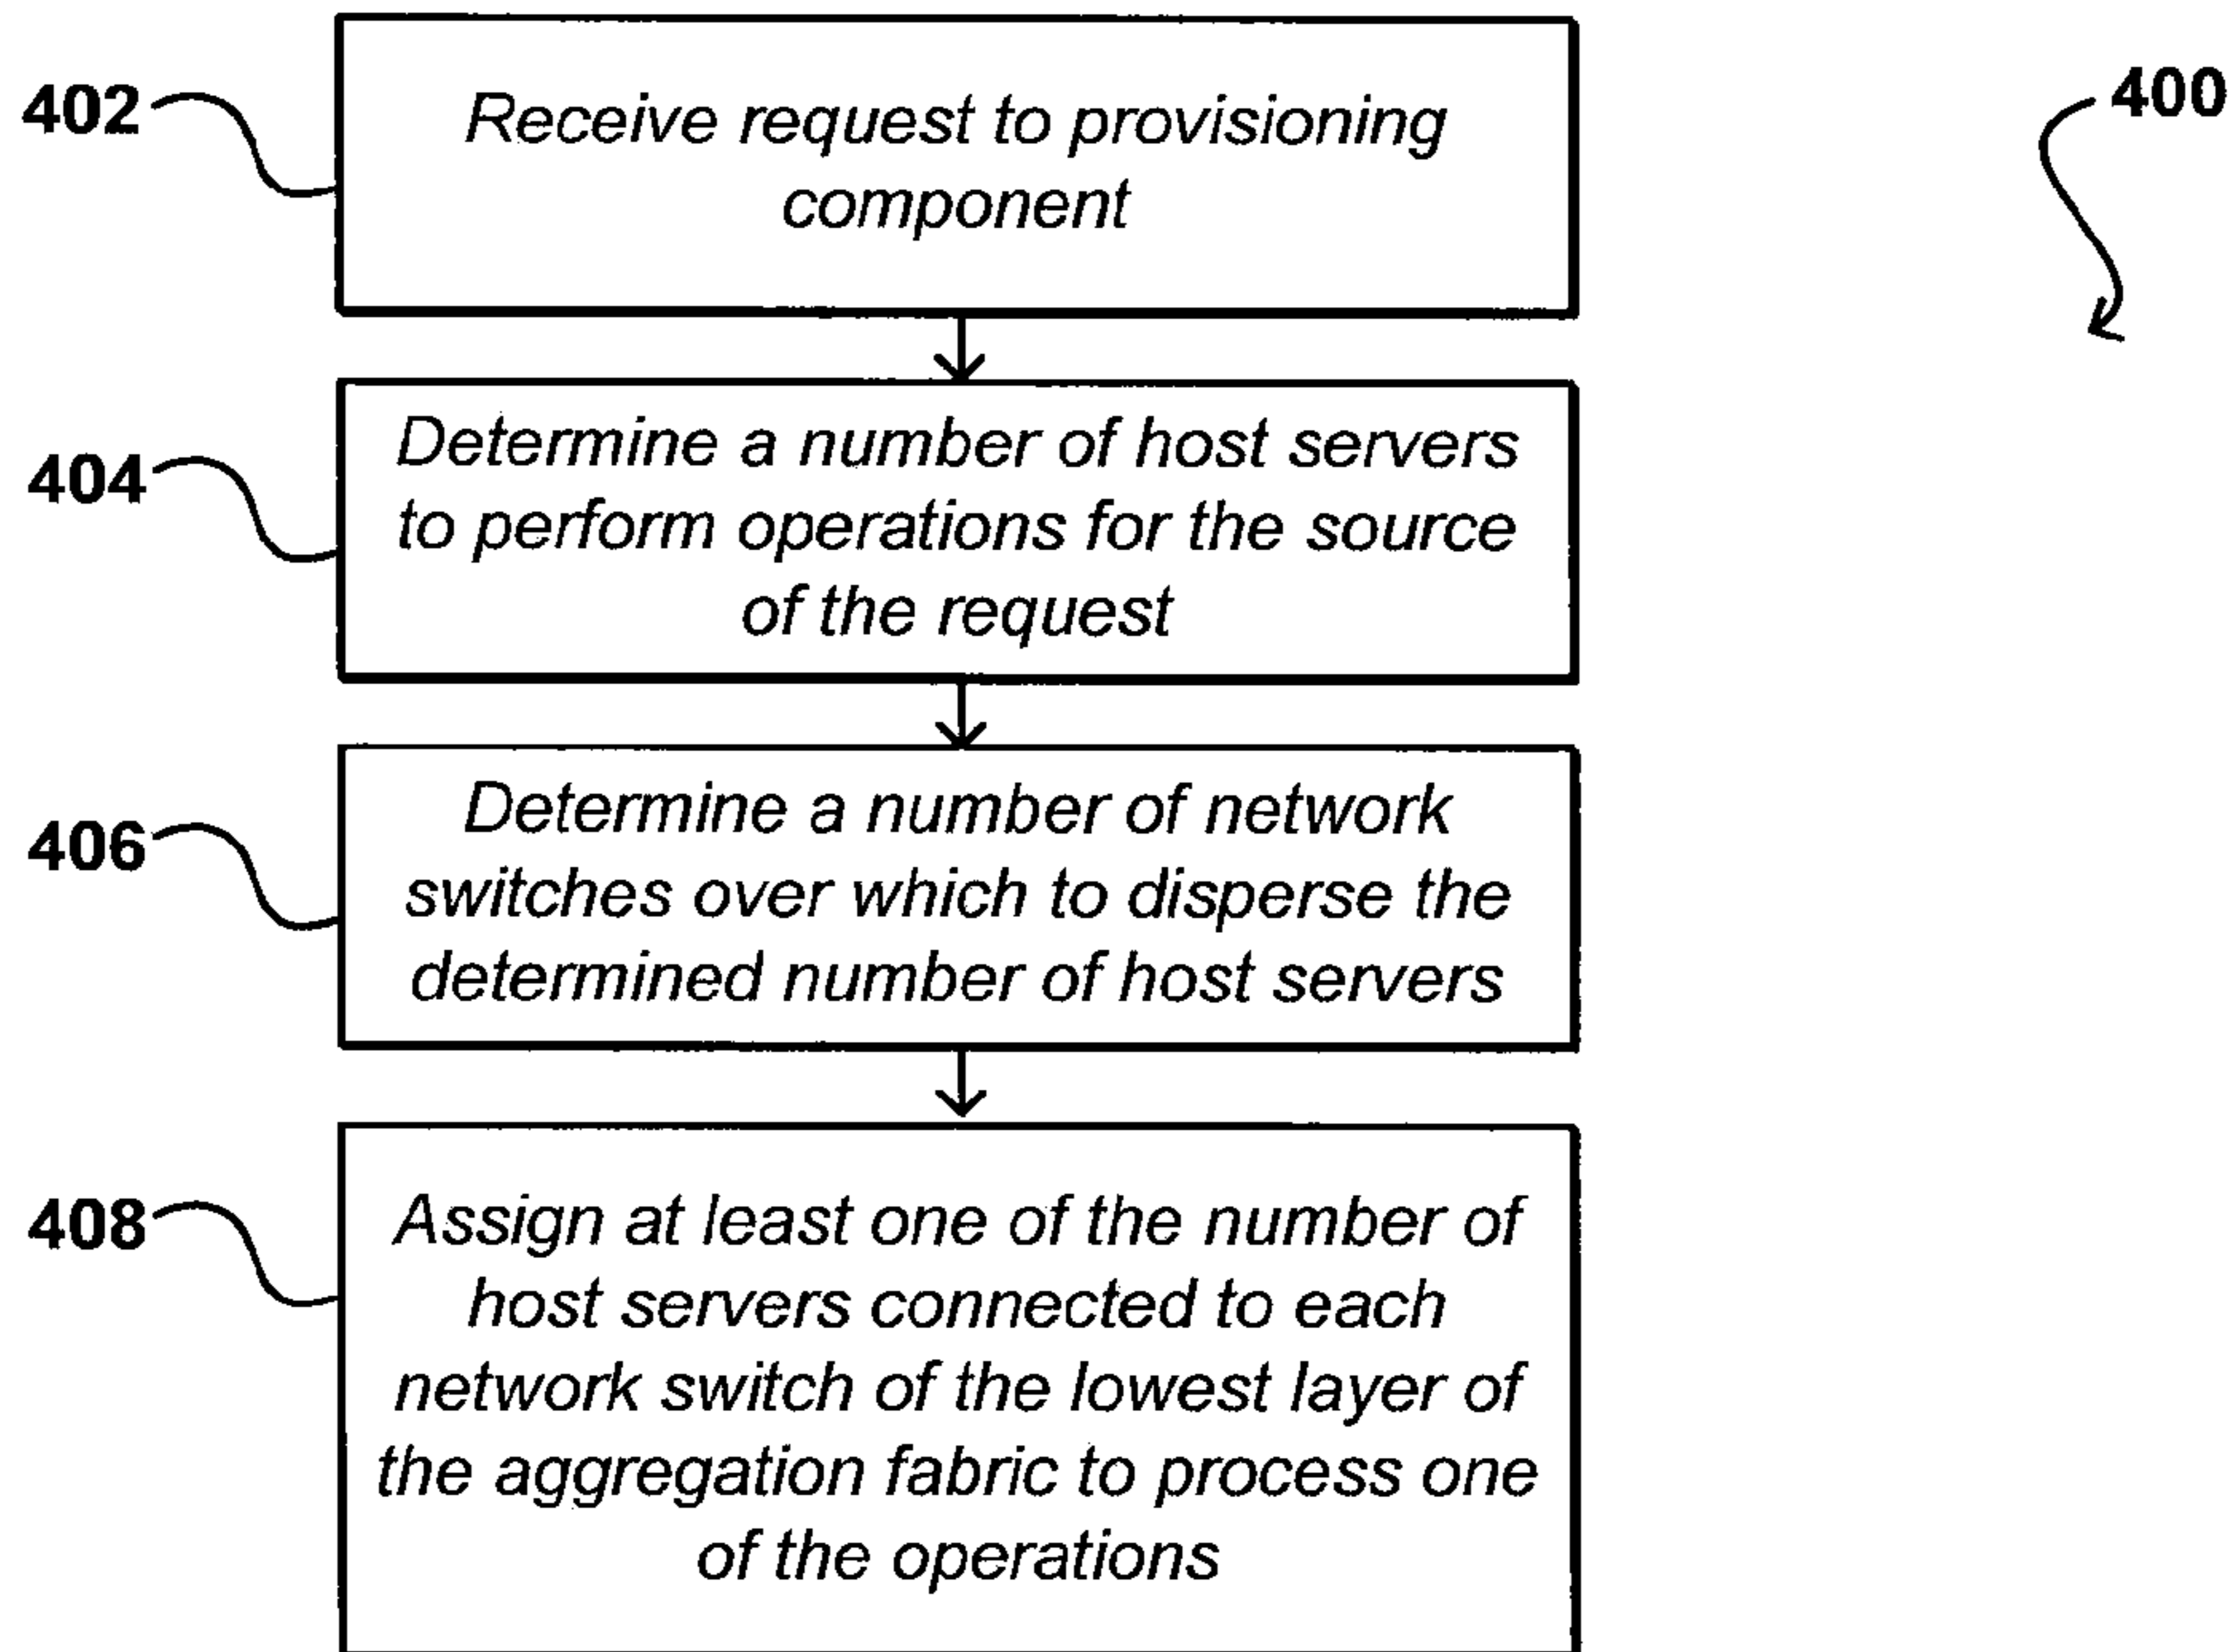 402
Receive request to provisioning
component
400
404
Determine a number of host servers
to perform operations for the source
of the request
406
Determine a number of network
switches over which to disperse the
determined number of host servers
408
Assign at least one of the number of
host servers connected to each
network switch of the lowest layer of
the aggregation fabric to process one
of the operations